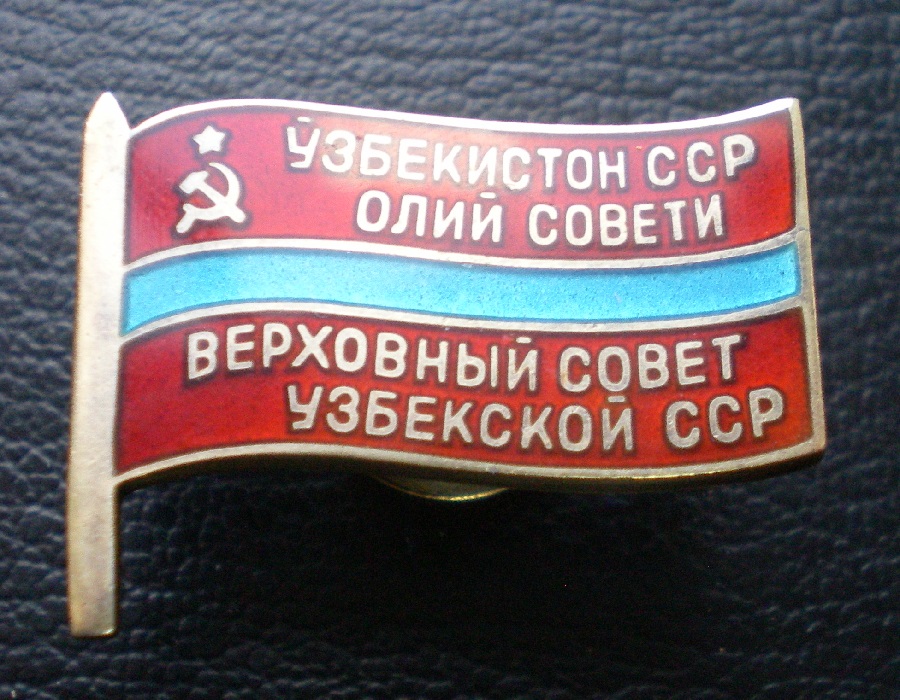 ЎЗБЕКИСТОН ССР
ОЛИЙ СОВЕТИ
ВЕРХОВНЫЙ СОВЕТ
УЗБЕКСКОЙ ССР